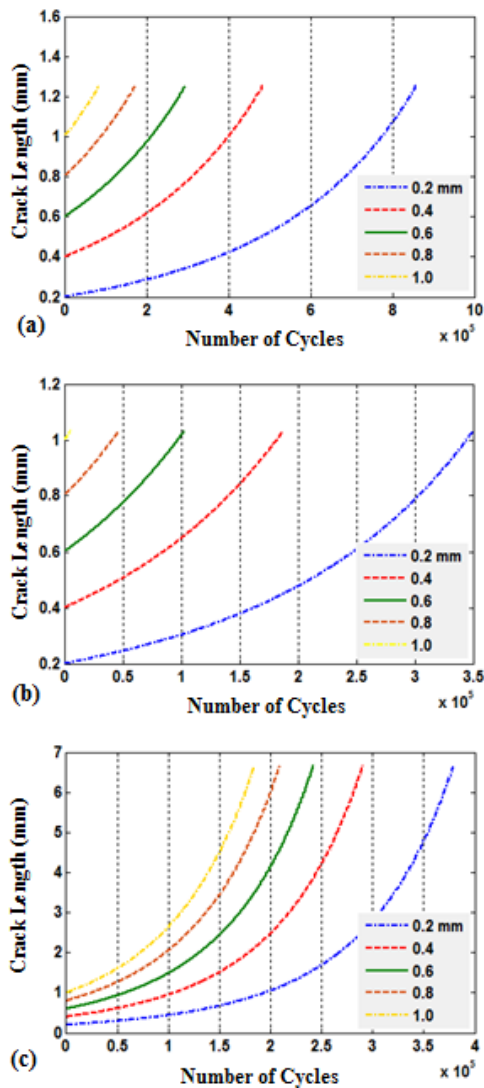 1.6
1.4
1.2
1
0.8
0.6
0.4
0.2
Crack Length (mm)
0.2 mm
0.4
0.6
0.8
1.0
0 2 4 6 8 10
x 10^5
(a) Number of Cycles
1.2
1
0.8
0.6
0.4
0.2
Crack Length (mm)
0.2 mm
0.4
0.6
0.8
1.0
0 0.5 1 1.5 2 2.5 3 3.5
x 10^5
(b) Number of Cycles
7
6
5
4
3
2
1
0
Crack Length (mm)
0.2 mm
0.4
0.6
0.8
1.0
0 0.5 1 1.5 2 2.5 3 3.5 4
x 10^5
(c) Number of Cycles